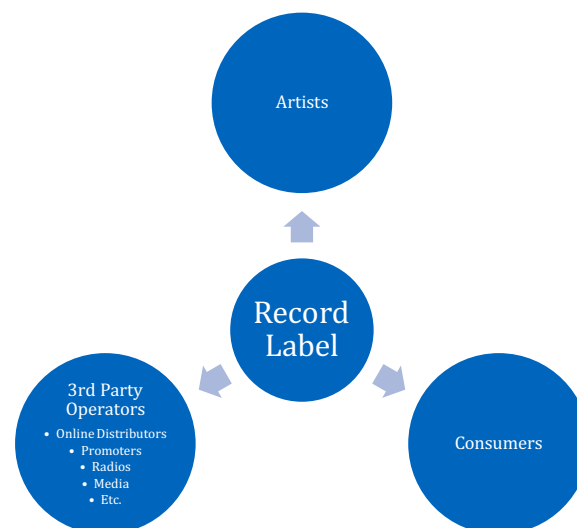 Artists
Record
Label
3rd Party
Operators
• Online Distributors
• Promoters
• Radios
• Media
• Etc.
Consumers